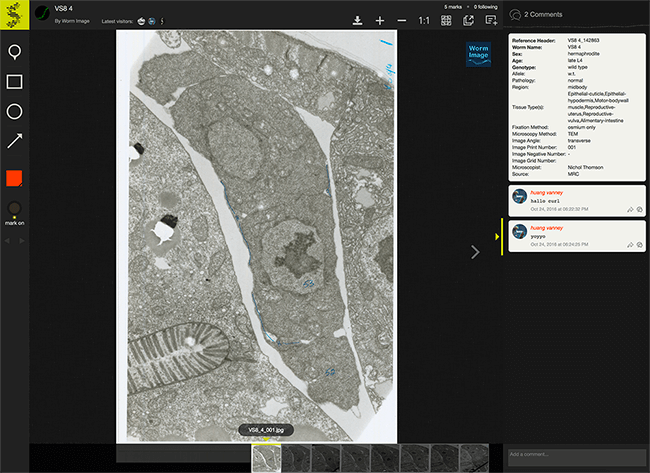 VS8 4
By Worm Image
Latest visitors:
5 marks
0 following
1:1
2 Comments
Worm
Image
Reference Header: VS8 4_142863
Worm Name: VS8 4
Sex: hermaphrodite
Age: late L4
Genotype: wild type
Allele: w.t.
Pathology: normal
Region: midbody
Epithelial-cuticle,Epithelial-
hypodermis,Motor-bodywall
Tissue Type(s): muscle,Reproductive-
uterus,Reproductive-
vulva,Alimentary-intestine
Fixation Method: osmium only
Microscopy Method: TEM
Image Angle: transverse
Image Print Number: 001
Image Negative Number: -
Image Grid Number:
Microscopist: Nichol Thomson
Source: MRC
huang vanney
hallo eurl
Oct 24, 2016 at 06:22:32 PM
huang vanney
yoyyo
Oct 24, 2016 at 06:24:25 PM
mark on
VS8_4_001.jpg
Add a comment...